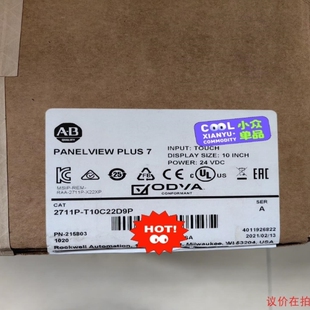 A-B
COOL 小众
XIANYU· 单品
PANELVIEW PLUS 7
INPUT: TOUCH
DISPLAY SIZE: 10 INCH
POWER: 24 VDC
ODVA
CONFORMANT
CAT
SER
2711P-T10C22D9P
A
HOT!
PN-216803
4011926822
1020
2021/02/13
Rockwell Automation
Milwaukee, WI 53204, USA
议价在拍前